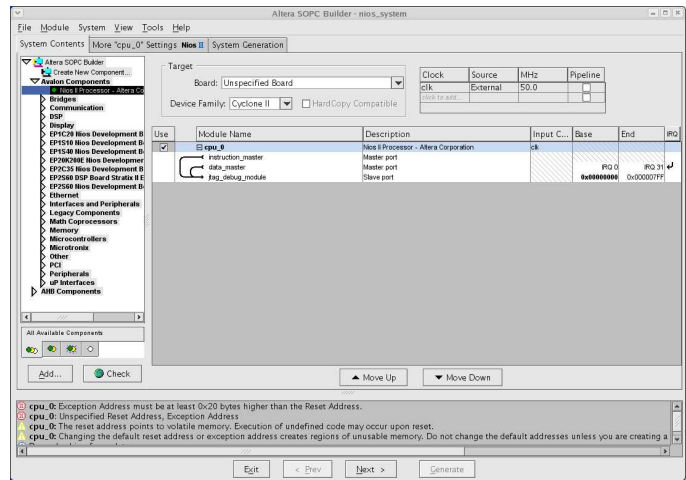 Altera SOPC Builder - nios_system
File Module System View Tools Help
System Contents More "cpu_0" Settings Nios II System Generation
Altera SOPC Builder
Create New Component...
Avalon Components
Nios II Processor - Altera Co
Bridges
Communication
DSP
Display
EP1C20 Nios Development B
EP1S10 Nios Development B
EP1S40 Nios Development B
EP20K200E Nios Developmer
EP2C35 Nios Development B
EP2S60 DSP Board Stratix II E
EP2S60 Nios Development B
Ethernet
Interfaces and Peripherals
Legacy Components
Math Coprocessors
Memory
Microcontrollers
Microtronix
Other
PCI
Peripherals
uP Interfaces
AHB Components
All Available Components
Add... Check
Target
Board: Unspecified Board
Device Family: Cyclone II HardCopy Compatible
Clock Source MHz Pipeline
clk External 50.0
click to add...
Use Module Name Description Input C... Base End IRQ
cpu_0 Nios II Processor - Altera Corporation clk
instruction_master Master port
data_master Master port IRQ 0 IRQ 31
jtag_debug_module Slave port 0x00000000 0x000007FF
Move Up Move Down
cpu_0: Exception Address must be at least 0x20 bytes higher than the Reset Address.
cpu_0: Unspecified Reset Address, Exception Address
cpu_0: The reset address points to volatile memory. Execution of undefined code may occur upon reset.
cpu_0: Changing the default reset address or exception address creates regions of unusable memory. Do not change the default addresses unless you are creating a
Exit < Prev Next > Generate